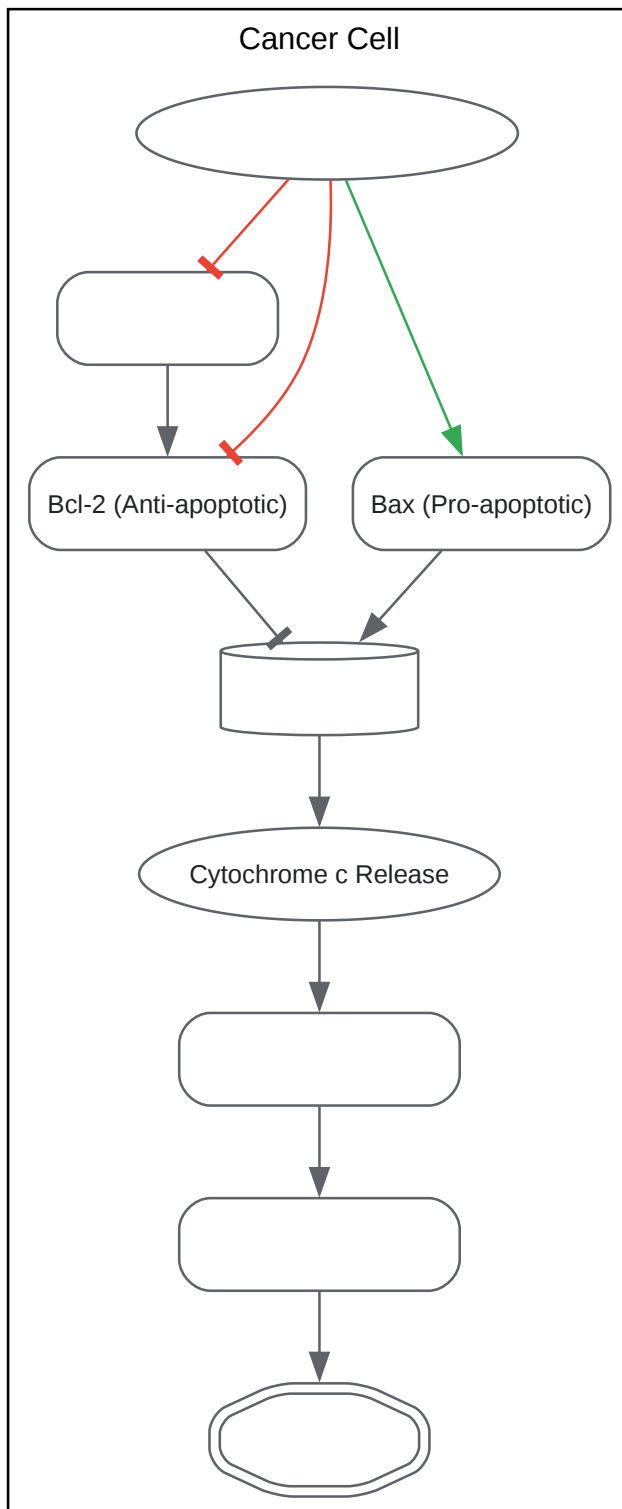 Cancer Cell
Bcl-2 (Anti-apoptotic)
Bax (Pro-apoptotic)
Cytochrome c Release